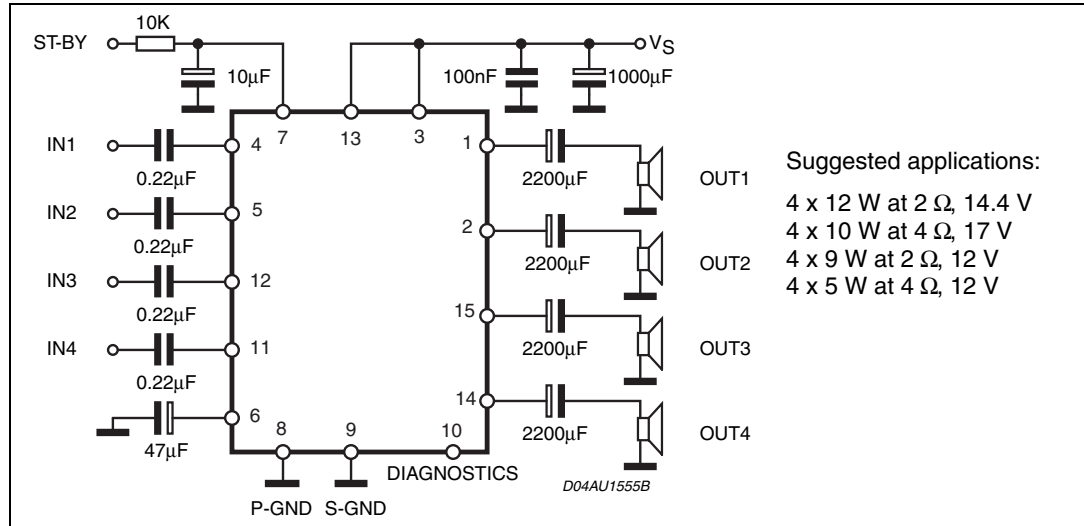 10K
ST-BY
10µF
100nF
1000µF
VS
7
13
3
IN1
4
0.22µF
1
2200µF
OUT1
IN2
5
0.22µF
2
2200µF
OUT2
IN3
12
0.22µF
15
2200µF
OUT3
IN4
11
0.22µF
14
2200µF
OUT4
6
47µF
8
9
10
DIAGNOSTICS
P-GND
S-GND
D04AU1555B
Suggested applications:
4 x 12 W at 2 Ω, 14.4 V
4 x 10 W at 4 Ω, 17 V
4 x 9 W at 2 Ω, 12 V
4 x 5 W at 4 Ω, 12 V